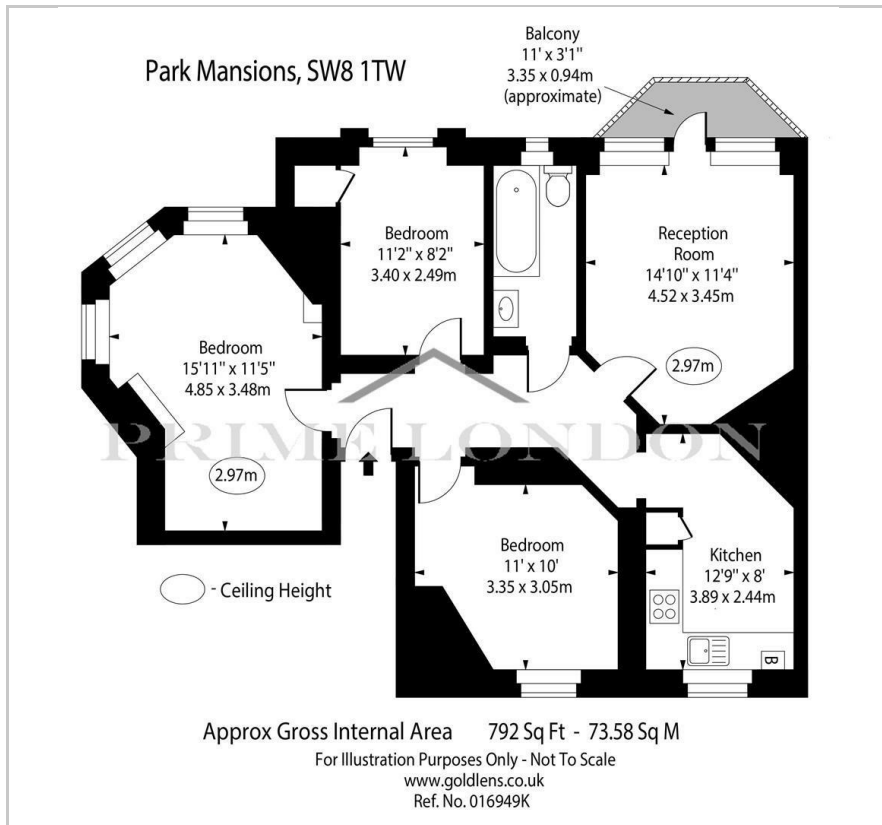 Park Mansions, SW8 1TW
Balcony
11' x 3'1"
3.35 x 0.94m
(approximate)
Bedroom
11'2" x 8'2"
3.40 x 2.49m
Reception
Room
14'10" x 11'4"
4.52 x 3.45m
2.97m
Bedroom
15'11" x 11'5"
4.85 x 3.48m
2.97m
PRIME LONDON
Bedroom
11' x 10'
3.35 x 3.05m
Kitchen
12'9" x 8'
3.89 x 2.44m
B
- Ceiling Height
Approx Gross Internal Area 792 Sq Ft - 73.58 Sq M
For Illustration Purposes Only - Not To Scale
www.goldlens.co.uk
Ref. No. 016949K